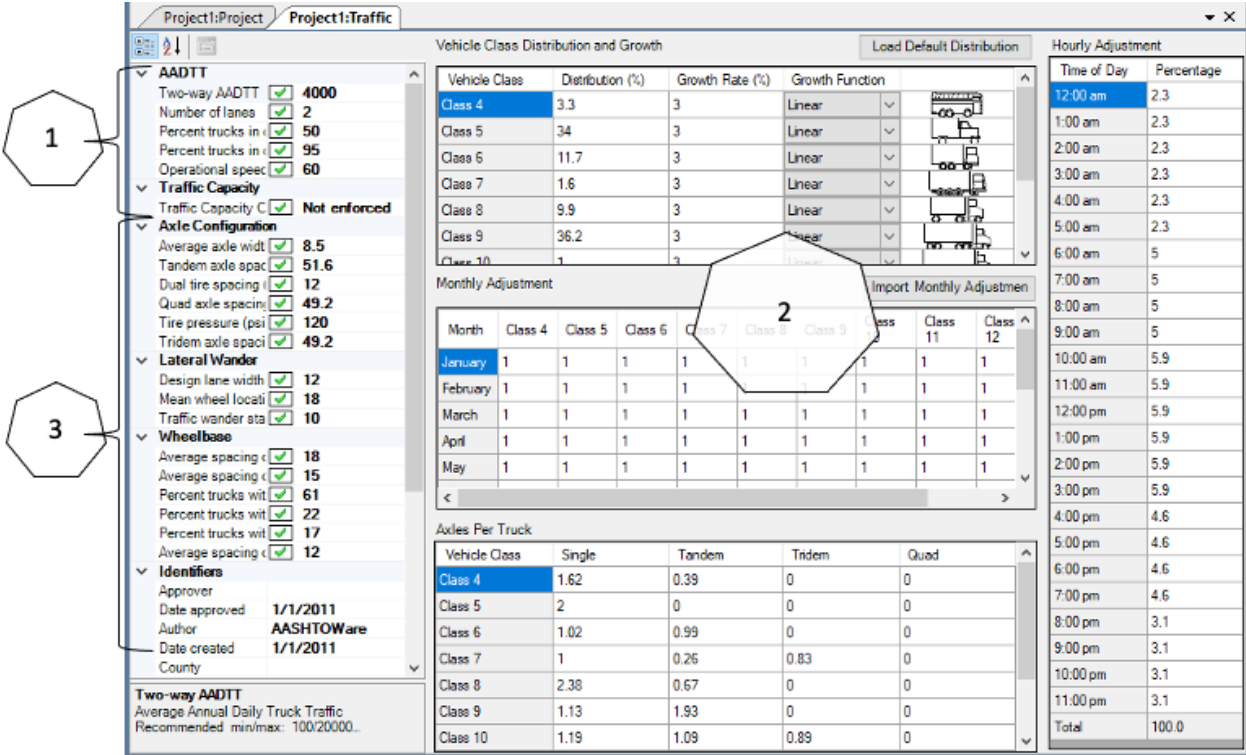 Project1:Project Project1:Traffic
1
2
3
AADTT
Two-way AADTT 4000
Number of lanes 2
Percent trucks in 50
Percent trucks in 95
Operational speed 60
Traffic Capacity
Traffic Capacity C Not enforced
Axle Configuration
Average axle widt 8.5
Tandem axle spac 51.6
Dual tire spacing 12
Quad axle spacing 49.2
Tire pressure (psi 120
Tridem axle spaci 49.2
Lateral Wander
Design lane width 12
Mean wheel locati 18
Traffic wander sta 10
Wheelbase
Average spacing 18
Average spacing 15
Percent trucks wit 61
Percent trucks wit 22
Percent trucks wit 17
Average spacing 12
Identifiers
Approver
Date approved 1/1/2011
Author AASHTOWare
Date created 1/1/2011
County
Two-way AADTT
Average Annual Daily Truck Traffic
Recommended min/max: 100/20000...
Vehicle Class Distribution and Growth Load Default Distribution
Vehicle Class Distribution (%) Growth Rate (%) Growth Function
Class 4 3.3 3 Linear
Class 5 34 3 Linear
Class 6 11.7 3 Linear
Class 7 1.6 3 Linear
Class 8 9.9 3 Linear
Class 9 36.2 3 Linear
Class 10 1 3 Linear
Monthly Adjustment Import Monthly Adjustmen
Month Class 4 Class 5 Class 6 Class 7 Class 8 Class 9 Class 10 Class 11 Class 12
January 1 1 1 1 1 1 1 1 1
February 1 1 1 1 1 1 1 1
March 1 1 1 1 1 1 1 1 1
April 1 1 1 1 1 1 1 1 1
May 1 1 1 1 1 1 1 1 1
Axles Per Truck
Vehicle Class Single Tandem Tridem Quad
Class 4 1.62 0.39 0 0
Class 5 2 0 0 0
Class 6 1.02 0.99 0 0
Class 7 1 0.26 0.83 0
Class 8 2.38 0.67 0 0
Class 9 1.13 1.93 0 0
Class 10 1.19 1.09 0.89 0
Hourly Adjustment
Time of Day Percentage
12:00 am 2.3
1:00 am 2.3
2:00 am 2.3
3:00 am 2.3
4:00 am 2.3
5:00 am 2.3
6:00 am 5
7:00 am 5
8:00 am 5
9:00 am 5
10:00 am 5.9
11:00 am 5.9
12:00 pm 5.9
1:00 pm 5.9
2:00 pm 5.9
3:00 pm 5.9
4:00 pm 4.6
5:00 pm 4.6
6:00 pm 4.6
7:00 pm 4.6
8:00 pm 3.1
9:00 pm 3.1
10:00 pm 3.1
11:00 pm 3.1
Total 100.0